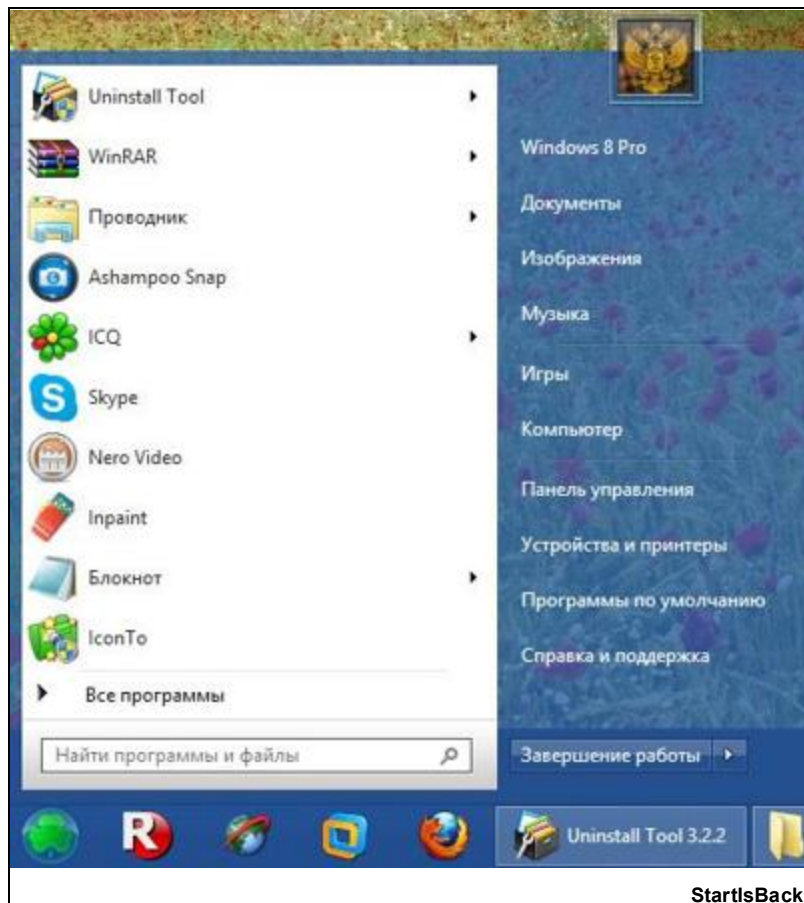 Uninstall Tool
WinRAR
Проводник
Ashampoo Snap
ICQ
Skype
Nero Video
Inpaint
Блокнот
IconTo
Все программы
Найти программы и файлы
Windows 8 Pro
Документы
Изображения
Музыка
Игры
Компьютер
Панель управления
Устройства и принтеры
Программы по умолчанию
Справка и поддержка
Завершение работы
Uninstall Tool 3.2.2
StartIsBack